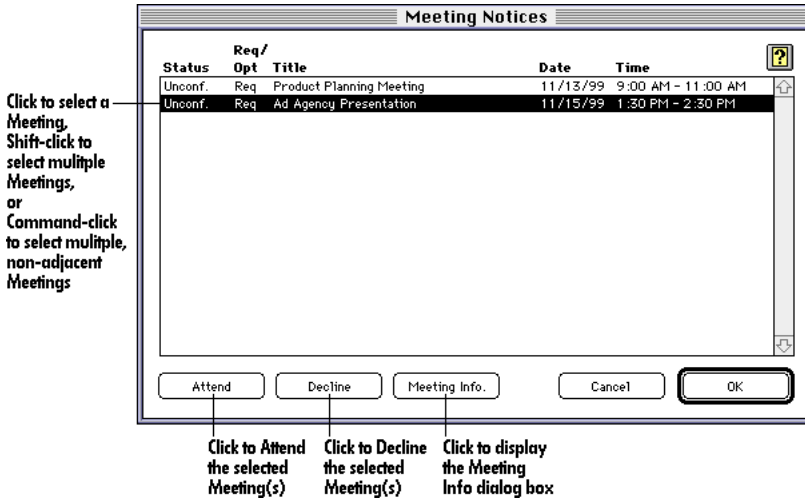 Meeting Notices
Req/
Status Opt Title Date Time
?
Unconf. Req Product Planning Meeting 11/13/99 9:00 AM - 11:00 AM
Unconf. Req Ad Agency Presentation 11/15/99 1:30 PM - 2:30 PM
Click to select a
Meeting,
Shift-click to
select mulitple
Meetings,
or
Command-click
to select mulitple,
non-adjacent
Meetings
Attend Decline Meeting Info. Cancel OK
Click to Attend
the selected
Meeting(s)
Click to Decline
the selected
Meeting(s)
Click to display
the Meeting
Info dialog box